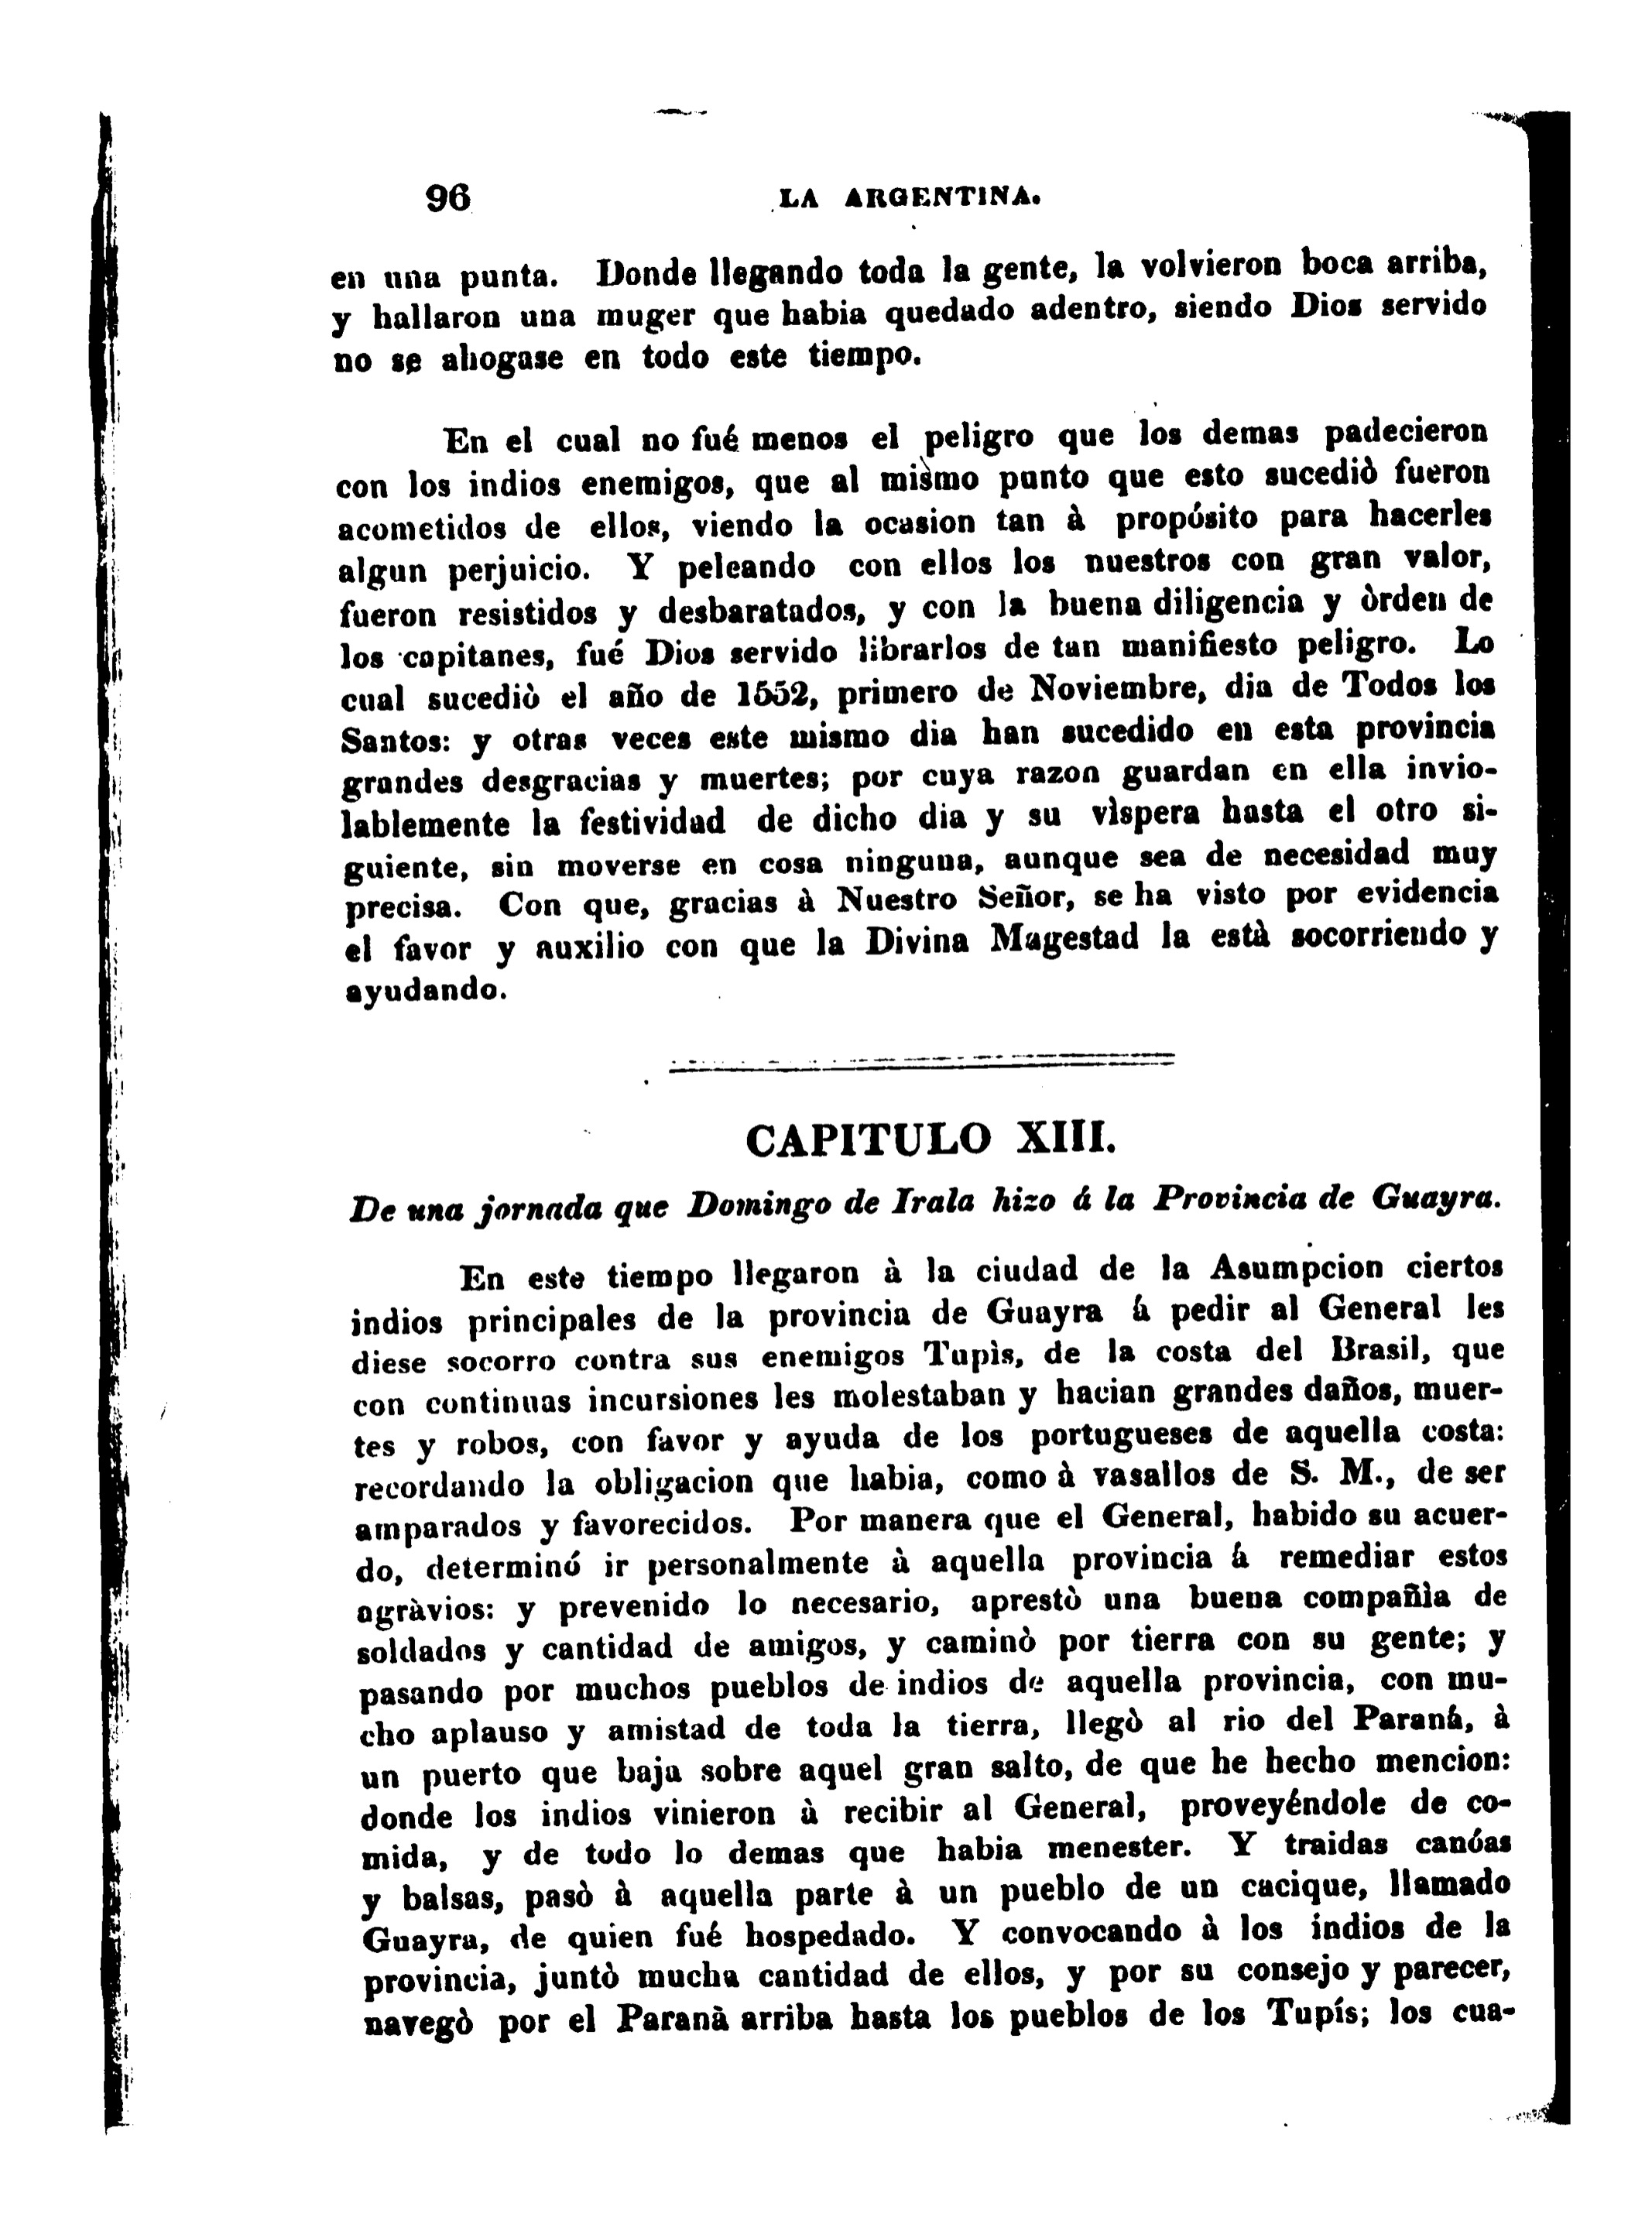 96 LA ARGENTINA.
en una punta. Donde llegando toda la gente, la volvieron boca arriba,
y hallaron una muger que habia quedado adentro, siendo Dios servido
no se ahogase en todo este tiempo.
En el cual no fué menos el peligro que los demas padecieron
con los indios enemigos, que al mismo punto que esto sucediò fueron
acometidos de ellos, viendo la ocasion tan à propósito para hacerles
algun perjuicio. Y peleando con ellos los nuestros con gran valor,
fueron resistidos y desbaratados, y con la buena diligencia y òrden de
los capitanes, fué Dios servido librarlos de tan manifiesto peligro. Lo
cual sucediò el año de 1552, primero de Noviembre, dia de Todos los
Santos: y otras veces este mismo dia han sucedido en esta provincia
grandes desgracias y muertes; por cuya razon guardan en ella invio-
lablemente la festividad de dicho dia y su vìspera hasta el otro si-
guiente, sin moverse en cosa ninguna, aunque sea de necesidad muy
precisa. Con que, gracias à Nuestro Señor, se ha visto por evidencia
el favor y auxilio con que la Divina Magestad la està socorriendo y
ayudando.
CAPITULO XIII.
De una jornada que Domingo de Irala hizo á la Provincia de Guayra.
En este tiempo llegaron à la ciudad de la Asumpcion ciertos
indios principales de la provincia de Guayra á pedir al General les
diese socorro contra sus enemigos Tupìs, de la costa del Brasil, que
con continuas incursiones les molestaban y hacian grandes daños, muer-
tes y robos, con favor y ayuda de los portugueses de aquella costa:
recordando la obligacion que habia, como à vasallos de S. M., de ser
amparados y favorecidos. Por manera que el General, habido su acuer-
do, determinó ir personalmente à aquella provincia á remediar estos
agràvios: y prevenido lo necesario, aprestò una buena compañìa de
soldados y cantidad de amigos, y caminò por tierra con su gente; y
pasando por muchos pueblos de indios de aquella provincia, con mu-
cho aplauso y amistad de toda la tierra, llegò al rio del Paraná, à
un puerto que baja sobre aquel gran salto, de que he hecho mencion:
donde los indios vinieron à recibir al General, proveyéndole de co-
mida, y de todo lo demas que habia menester. Y traidas canóas
y balsas, pasò à aquella parte à un pueblo de un cacique, llamado
Guayra, de quien fué hospedado. Y convocando à los indios de la
provincia, juntò mucha cantidad de ellos, y por su consejo y parecer,
navegò por el Paranà arriba hasta los pueblos de los Tupís; los cua-